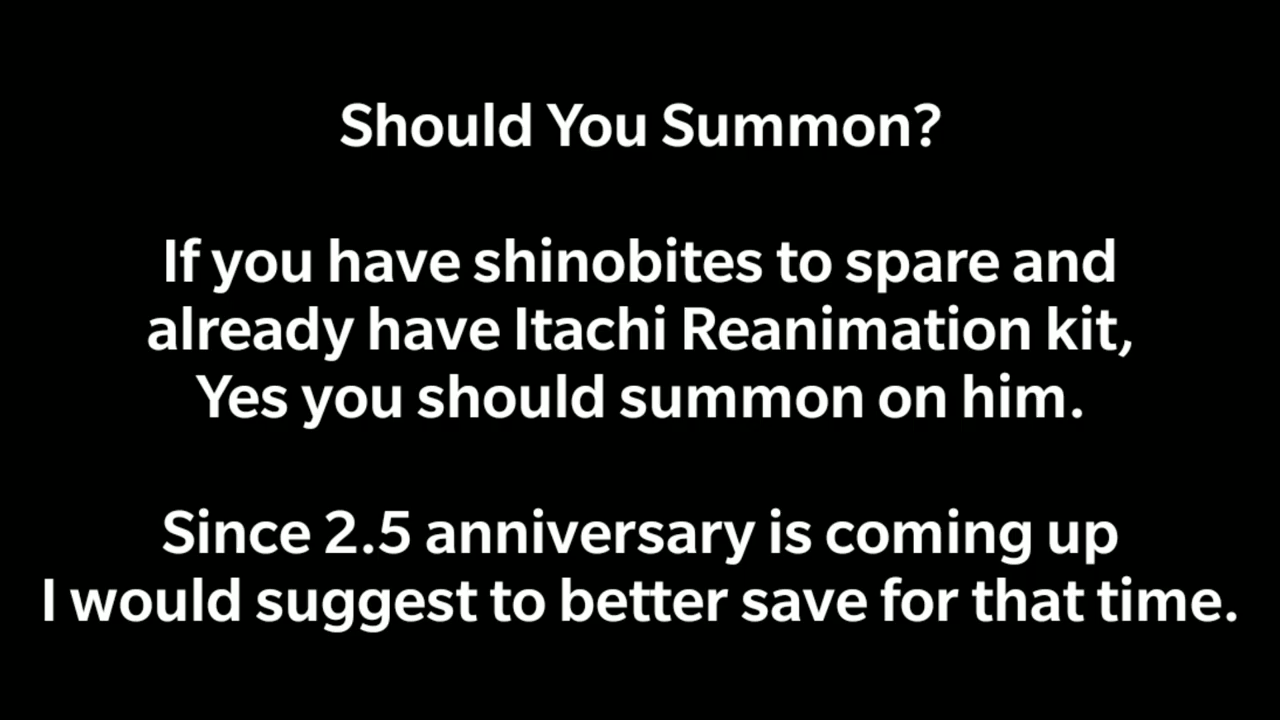 Should You Summon?
If you have shinobites to spare and
already have Itachi Reanimation kit,
Yes you should summon on him.
Since 2.5 anniversary is coming up
I would suggest to better save for that time.